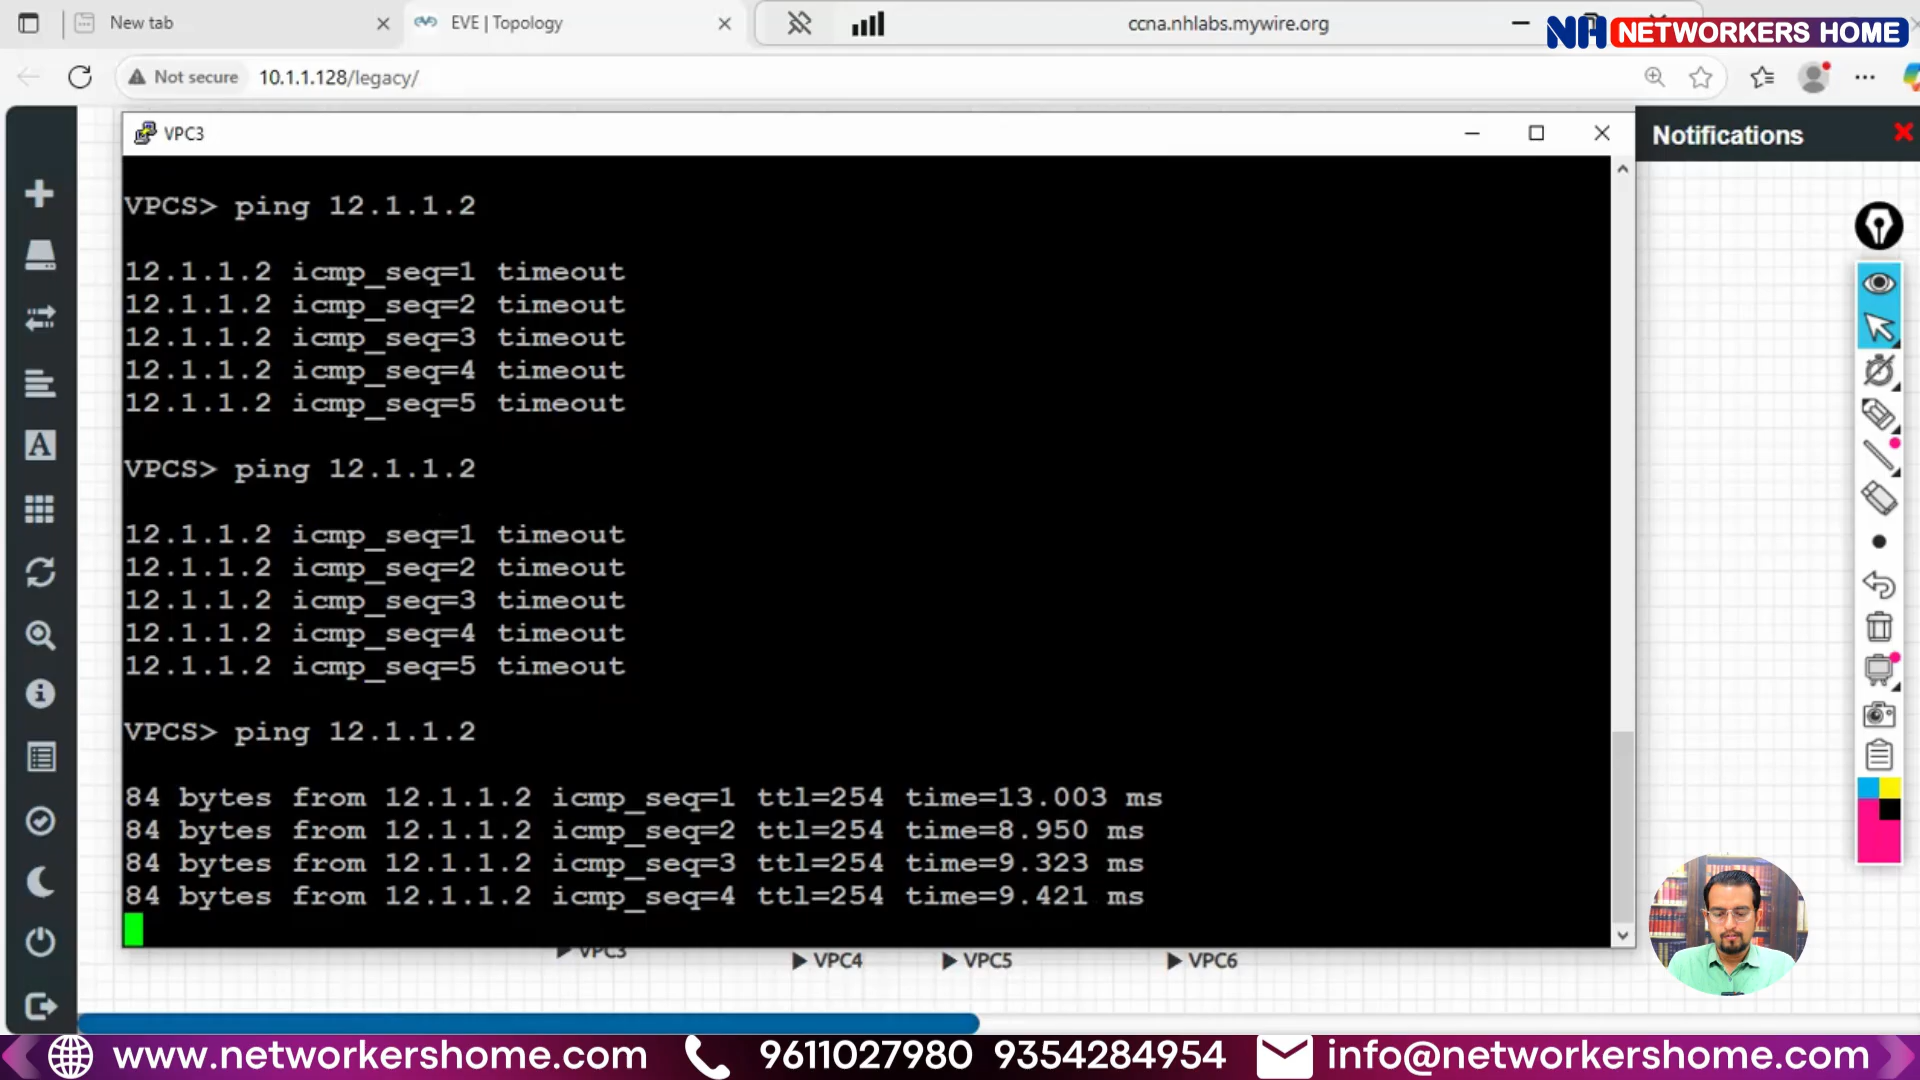 New tab
EVE | Topology
ccna.nhlabs.mywire.org
NH NETWORKERS HOME
Not secure
10.1.1.128/legacy/
VPC3
Notifications
VPCS> ping 12.1.1.2
12.1.1.2 icmp_seq=1 timeout
12.1.1.2 icmp_seq=2 timeout
12.1.1.2 icmp_seq=3 timeout
12.1.1.2 icmp_seq=4 timeout
12.1.1.2 icmp_seq=5 timeout
VPCS> ping 12.1.1.2
12.1.1.2 icmp_seq=1 timeout
12.1.1.2 icmp_seq=2 timeout
12.1.1.2 icmp_seq=3 timeout
12.1.1.2 icmp_seq=4 timeout
12.1.1.2 icmp_seq=5 timeout
VPCS> ping 12.1.1.2
84 bytes from 12.1.1.2 icmp_seq=1 ttl=254 time=13.003 ms
84 bytes from 12.1.1.2 icmp_seq=2 ttl=254 time=8.950 ms
84 bytes from 12.1.1.2 icmp_seq=3 ttl=254 time=9.323 ms
84 bytes from 12.1.1.2 icmp_seq=4 ttl=254 time=9.421 ms
VPC3
VPC4
VPC5
VPC6
www.networkershome.com
9611027980 9354284954
info@networkershome.com